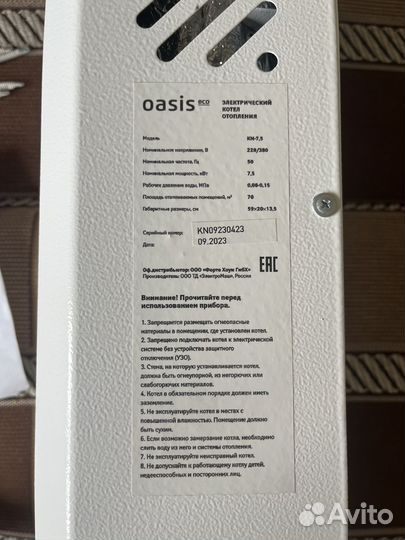 oasis eco
ЭЛЕКТРИЧЕСКИЙ
КОТЕЛ
ОТОПЛЕНИЯ
Модель KN-7,5
Номинальное напряжение, В 220/380
Номинальная частота, Гц 50
Номинальная мощность, кВт 7,5
Рабочее давление воды, МПа 0,08-0,15
Площадь отапливаемых помещений, м² 70
Габаритные размеры, см 59×20×13,5
Серийный номер: KN09230423
Дата: 09.2023
Оф.дистрибьютор: ООО «Форте Хоум ГмбХ»
Производитель: ООО ТД «ЭлектроМаш», Россия
EAC
Внимание! Прочитайте перед
использованием прибора.
1. Запрещается размещать огнеопасные
материалы в помещении, где установлен котел.
2. Запрещено подключать котел к электрической
системе без устройства защитного
отключения (УЗО).
3. Стена, на которую устанавливается котел,
должна быть огнеупорной, из негорючих или
слабогорючих материалов.
4. Котел в обязательном порядке должен иметь
заземление.
5. Не эксплуатируйте котел в местах с
повышенной влажностью. Помещение должно
быть сухим.
6. Если возможно замерзание котла, необходимо
слить воду из него и системы отопления.
7. Не эксплуатируйте неисправный котел.
8. Не допускайте к работающему котлу детей,
недееспособных и посторонних лиц.
Avito